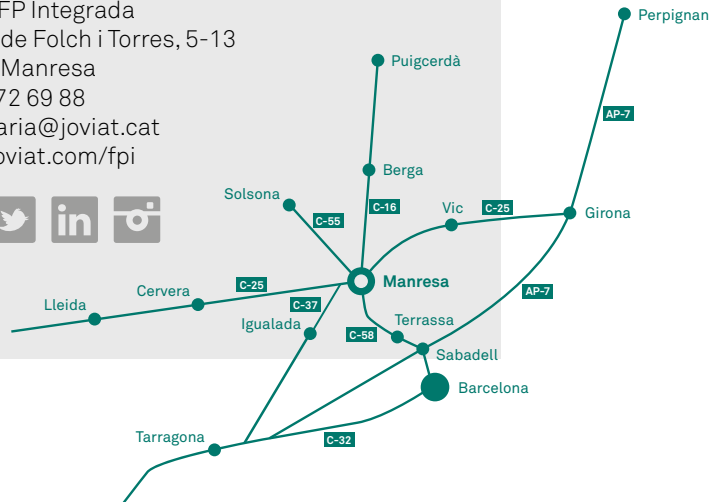 FP Integrada
de Folch i Torres, 5-13
Manresa
72 69 88
aria@joviat.cat
oviat.com/fpi
in
Perpignan
Puigcerdà
AP-7
Berga
Solsona
C-16
Vic
C-25
C-55
Girona
Manresa
C-25
Cervera
AP-7
Lleida
C-37
Igualada
Terrassa
C-58
Sabadell
Barcelona
Tarragona
C-32